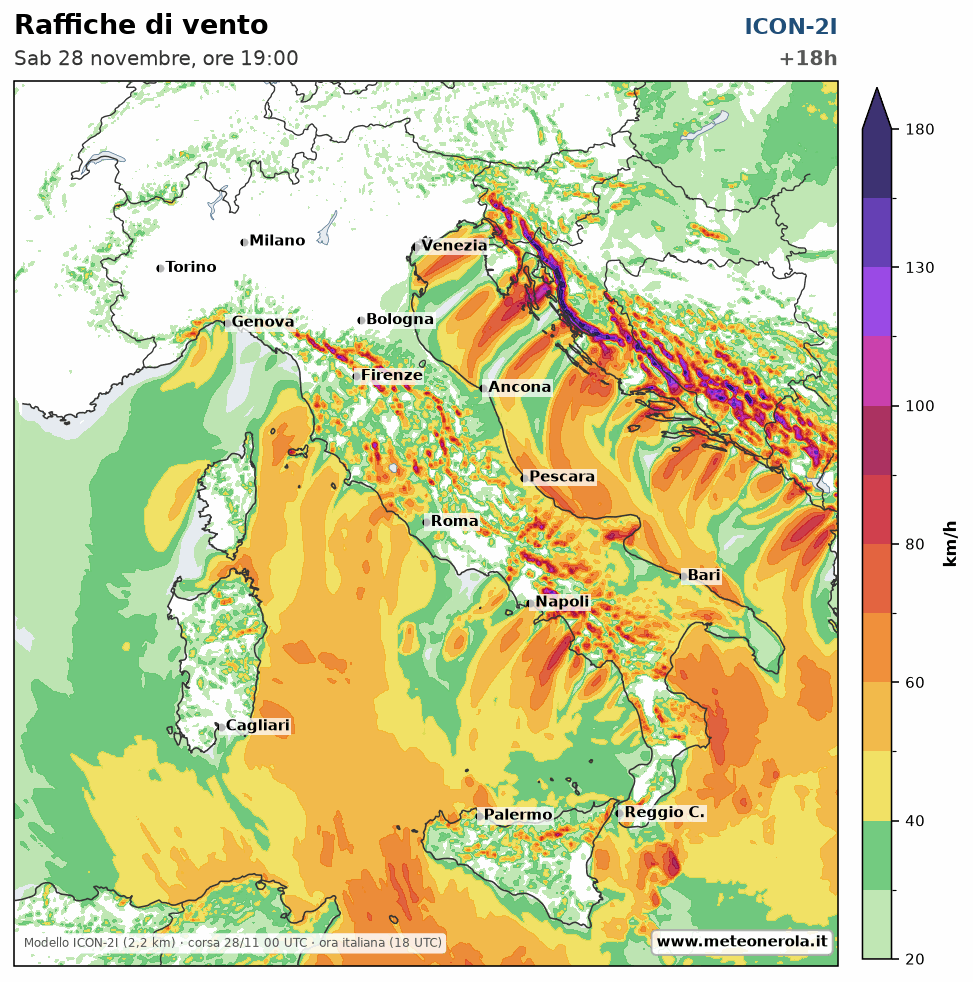 Raffiche di vento
ICON-2I
Sab 28 novembre, ore 19:00
+18h
180
130
100
80
60
40
20
km/h
Milano
Venezia
Torino
Genova
Bologna
Firenze
Ancona
Pescara
Roma
Bari
Napoli
Cagliari
Palermo
Reggio C.
Modello ICON-2I (2,2 km) · corsa 28/11 00 UTC · ora italiana (18 UTC)
www.meteonerola.it